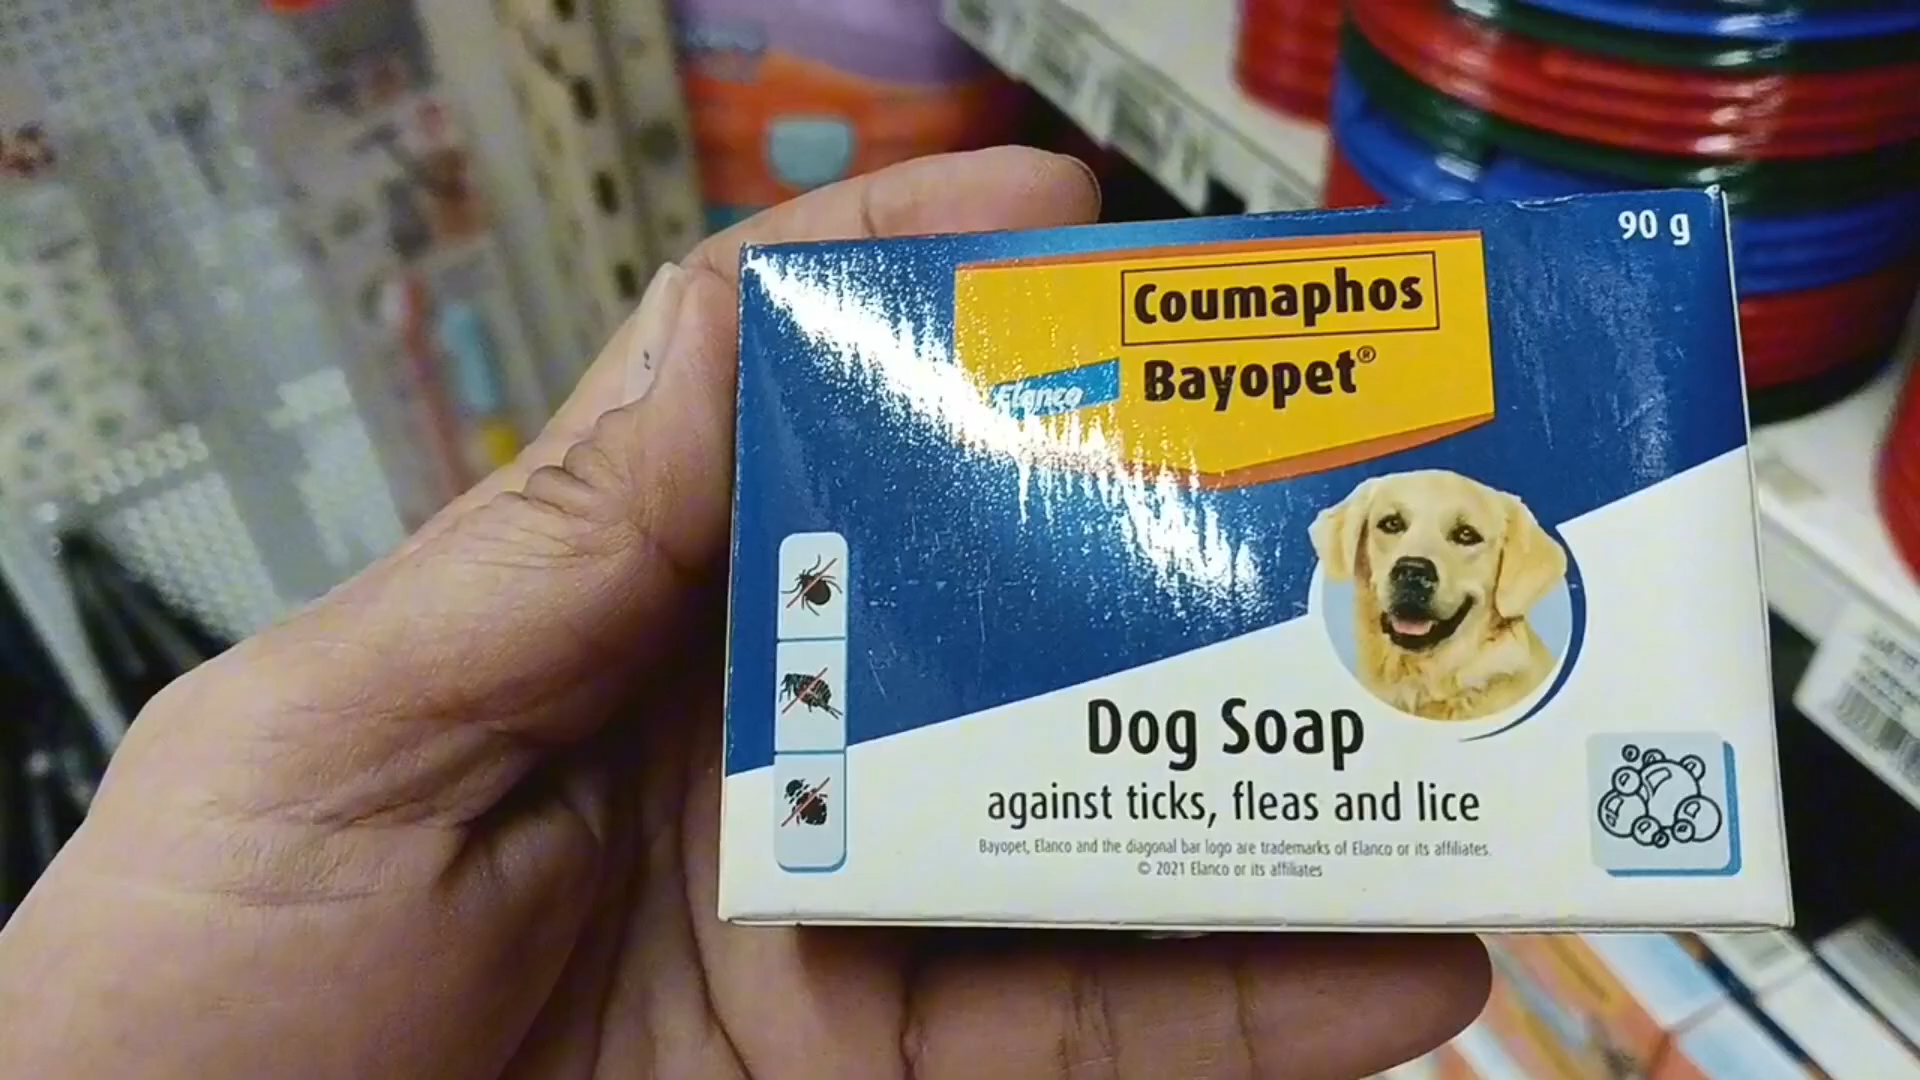 90 g
Coumaphos
Bayopet®
Elanco
Dog Soap
against ticks, fleas and lice
Bayopet, Elanco and the diagonal bar logo are trademarks of Elanco or its affiliates.
© 2021 Elanco or its affiliates